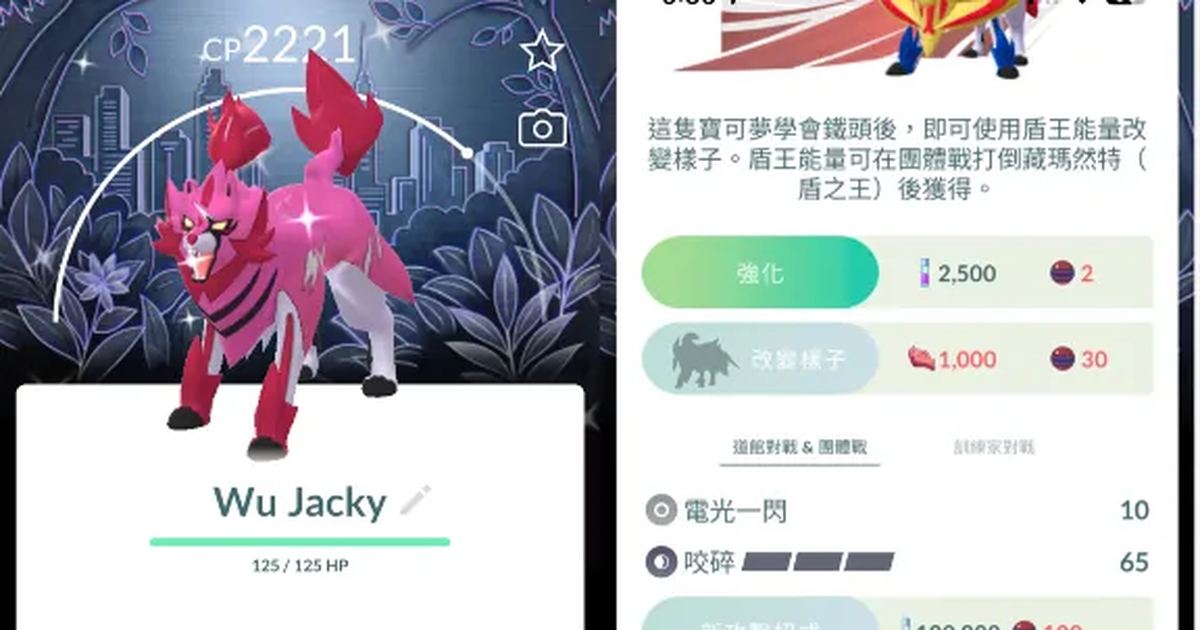 CP2221
Wu Jacky
125 / 125 HP
這隻寶可夢學會鐵頭後，即可使用盾王能量改
變樣子。盾王能量可在團體戰打倒藏瑪然特（
盾之王）後獲得。
強化 2,500 2
改變樣子 1,000 30
道館對戰 & 團體戰 訓練家對戰
電光一閃 10
咬碎 65